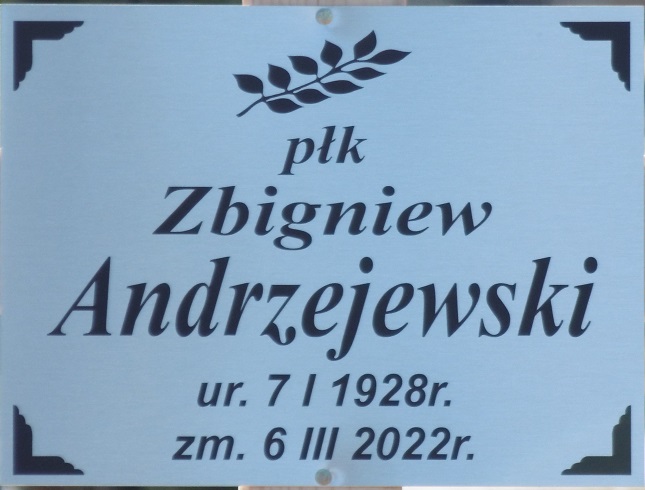 płk
Zbigniew
Andrzejewski
ur. 7 I 1928r.
zm. 6 III 2022r.